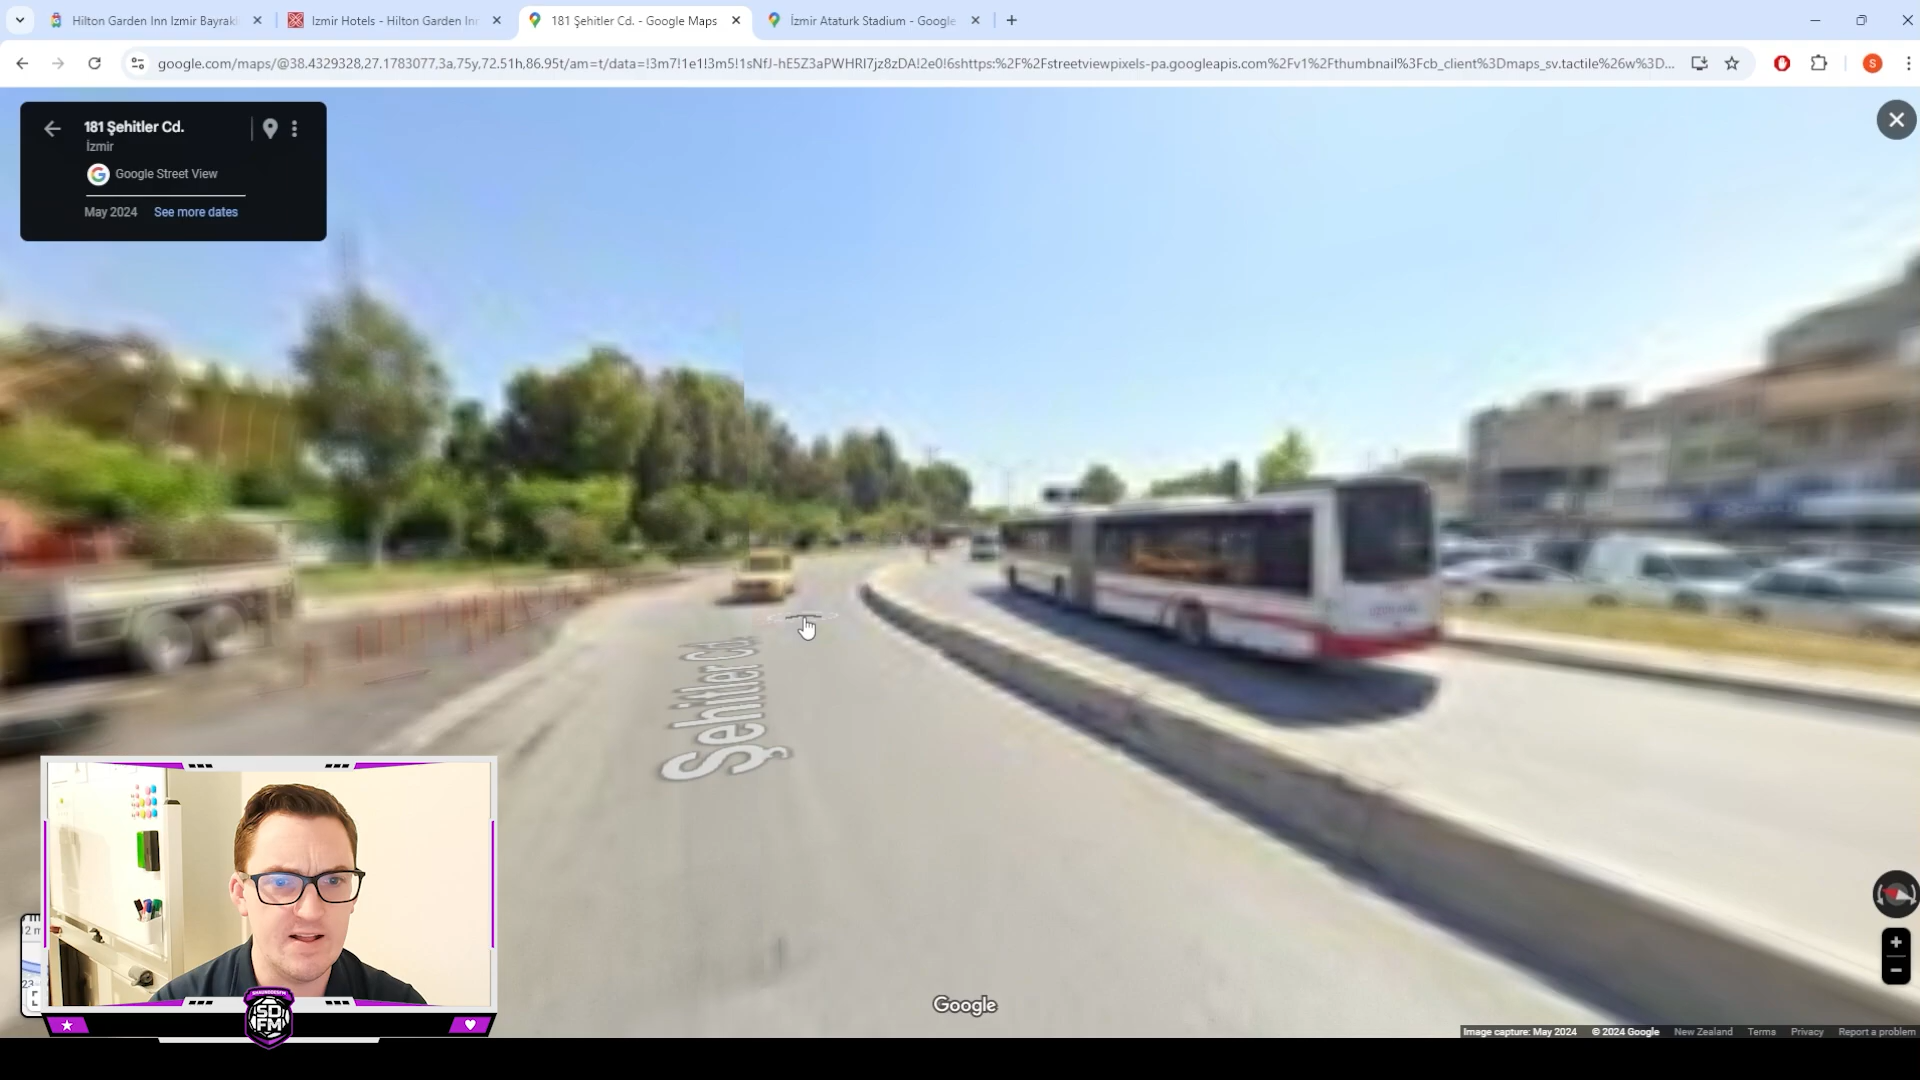 Hilton Garden Inn Izmir Bayrakl
Izmir Hotels - Hilton Garden Inn
181 Şehitler Cd. - Google Maps
İzmir Ataturk Stadium - Google
google.com/maps/@38.4329328,27.1783077,3a,75y,72.51h,86.95t/am=t/data=!3m7!1e1!3m5!1sNfJ-hE5Z3aPWHRI7jz8zDA!2e0!6shttps:%2F%2Fstreetviewpixels-pa.googleapis.com%2Fv1%2Fthumbnail%3Fcb_client%3Dmaps_sv.tactile%26w%3D...
S
181 Şehitler Cd.
İzmir
Google Street View
May 2024 See more dates
Şehitler Cd.
SDFM
Google
Image capture: May 2024 © 2024 Google New Zealand Terms Privacy Report a problem